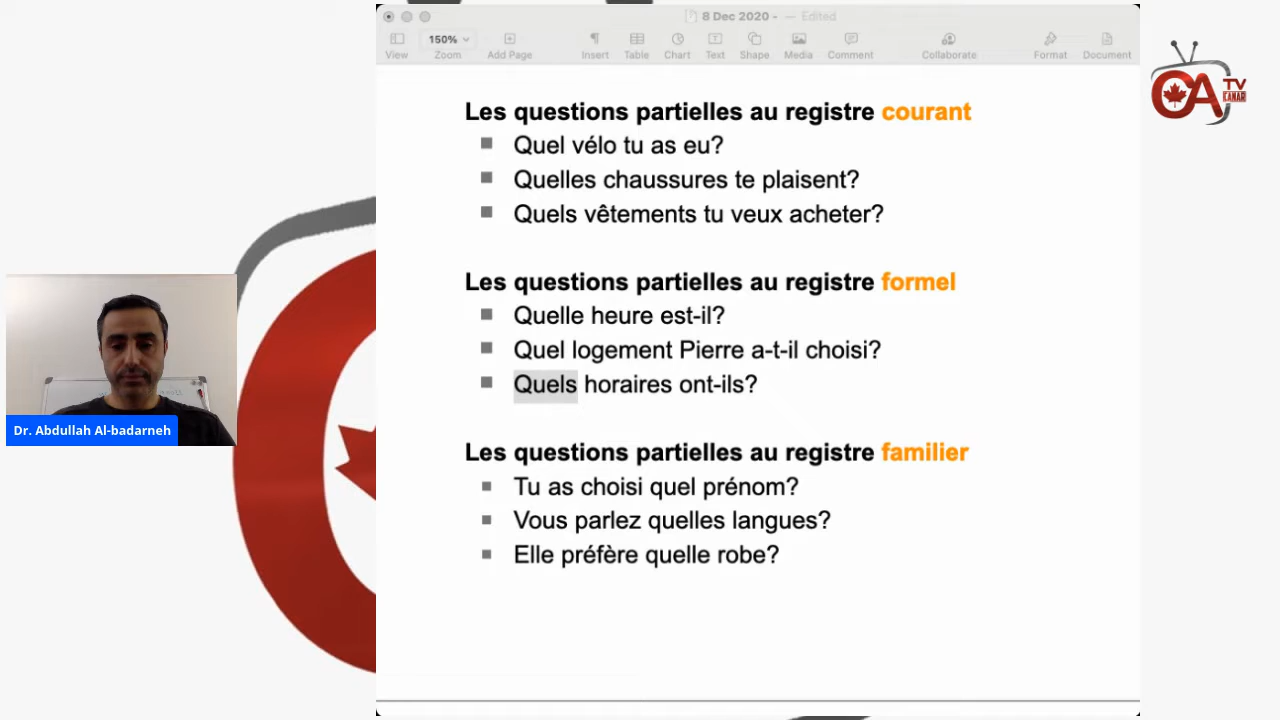 8 Dec 2020 - — Edited
150%
View Zoom Add Page Insert Table Chart Text Shape Media Comment Collaborate Format Document
CA TV
KANAR
Les questions partielles au registre courant
Quel vélo tu as eu?
Quelles chaussures te plaisent?
Quels vêtements tu veux acheter?
Les questions partielles au registre formel
Quelle heure est-il?
Quel logement Pierre a-t-il choisi?
Quels horaires ont-ils?
Les questions partielles au registre familier
Tu as choisi quel prénom?
Vous parlez quelles langues?
Elle préfère quelle robe?
Dr. Abdullah Al-badarneh